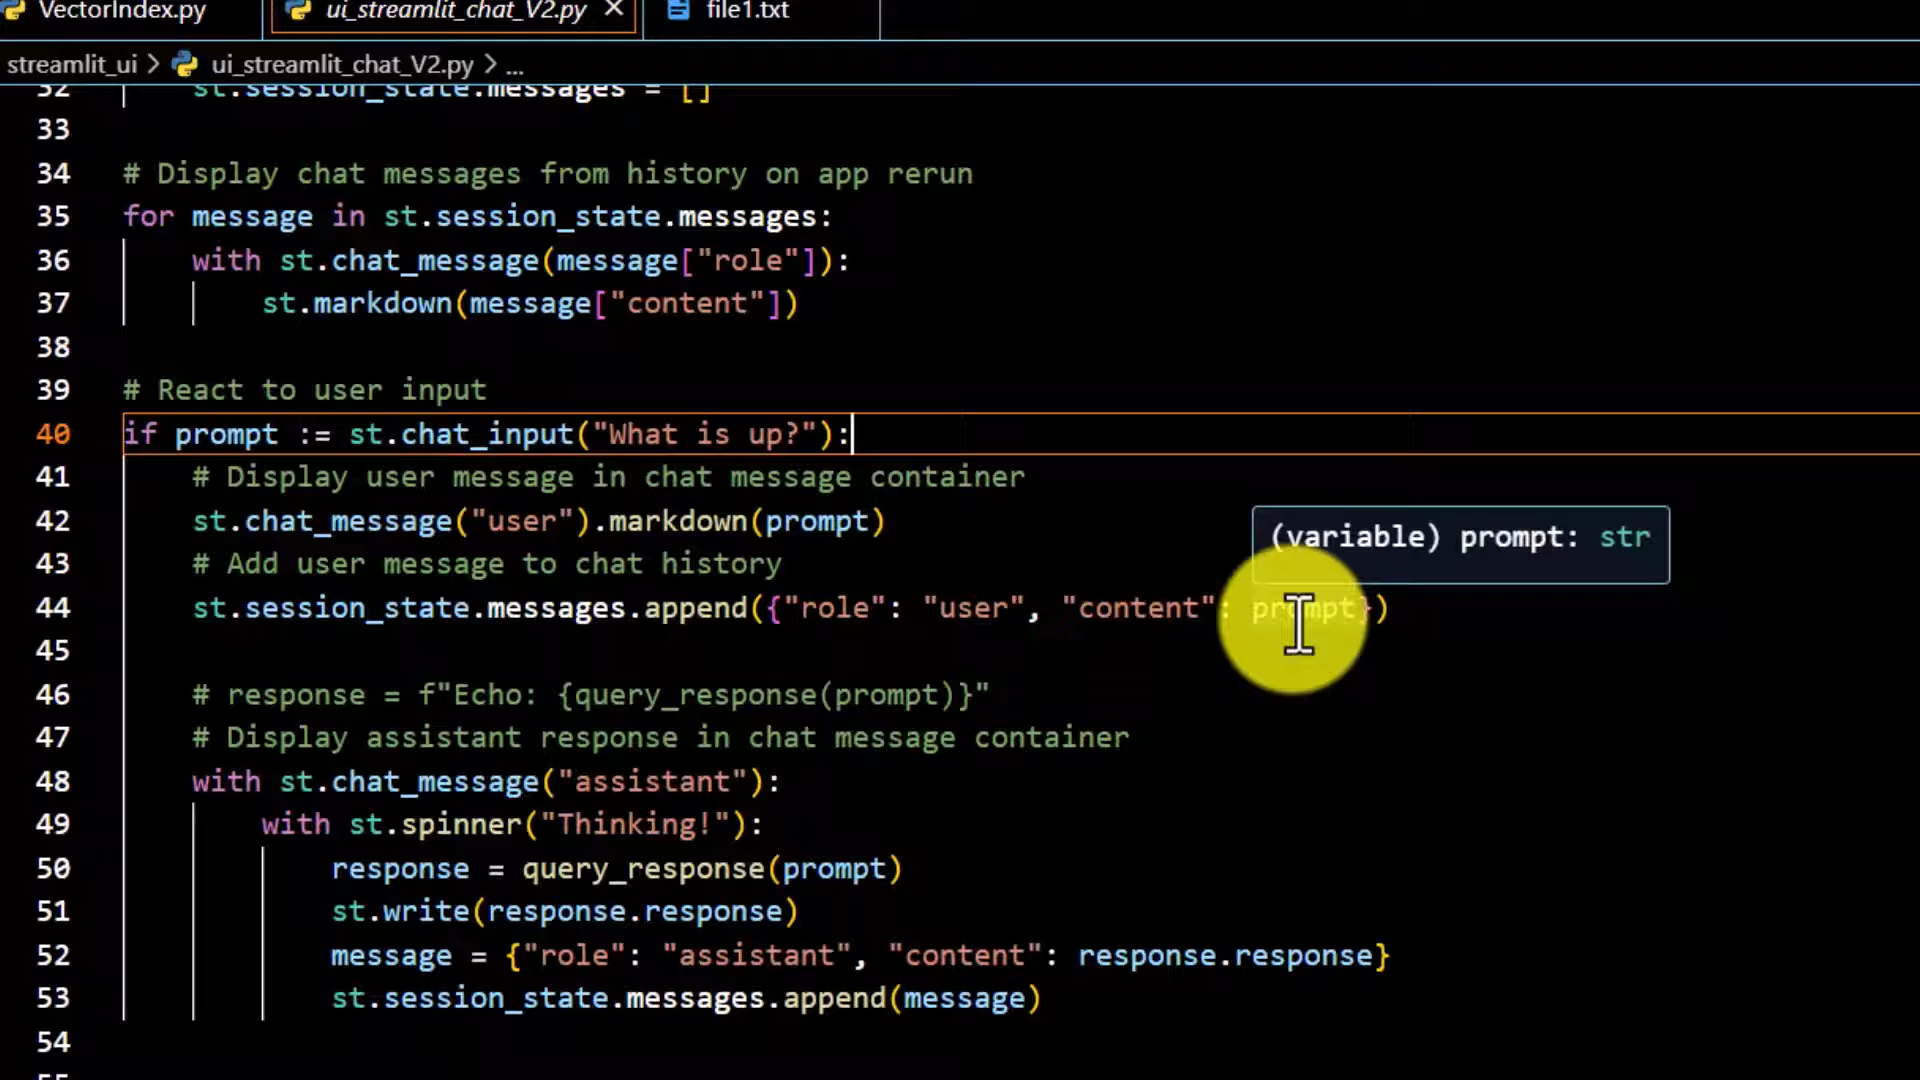 VectorIndex.py
ui_streamlit_chat_V2.py
file1.txt
streamlit_ui > ui_streamlit_chat_V2.py > ...
32 st.session_state.messages = []
33
34 # Display chat messages from history on app rerun
35 for message in st.session_state.messages:
36 with st.chat_message(message["role"]):
37 st.markdown(message["content"])
38
39 # React to user input
40 if prompt := st.chat_input("What is up?"):
41 # Display user message in chat message container
42 st.chat_message("user").markdown(prompt)
(variable) prompt: str
43 # Add user message to chat history
44 st.session_state.messages.append({"role": "user", "content": prompt})
45
46 # response = f"Echo: {query_response(prompt)}"
47 # Display assistant response in chat message container
48 with st.chat_message("assistant"):
49 with st.spinner("Thinking!"):
50 response = query_response(prompt)
51 st.write(response.response)
52 message = {"role": "assistant", "content": response.response}
53 st.session_state.messages.append(message)
54
55